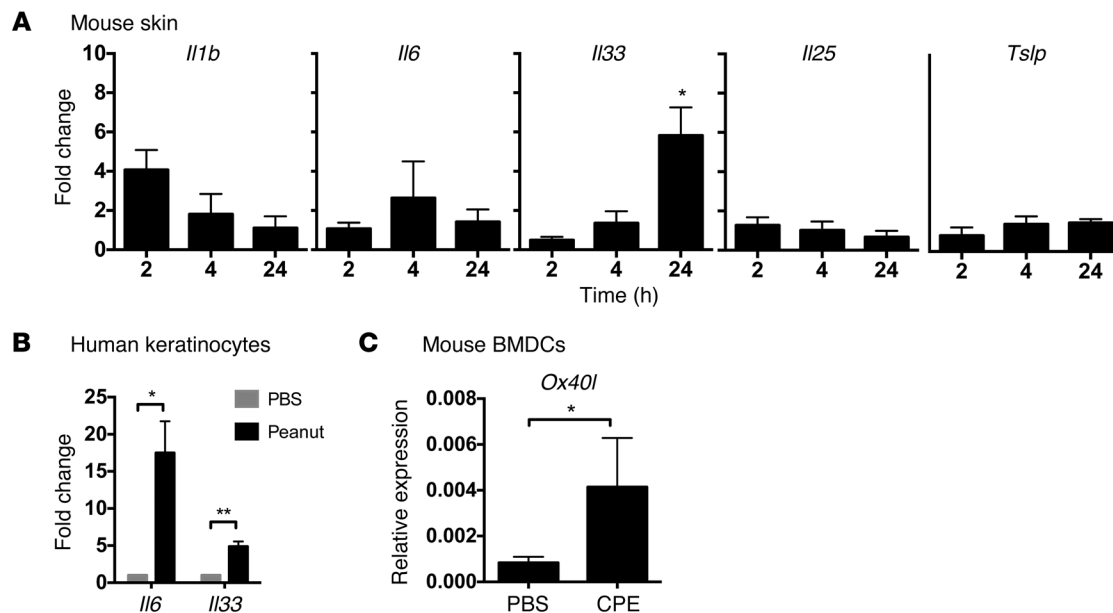 A Mouse skin
Il1b Il6 Il33 Il25 Tslp
10
8
6
4
2
0
Fold change
*
2 4 24 2 4 24 2 4 24 2 4 24 2 4 24
Time (h)
B Human keratinocytes
25
20
15
10
5
0
Fold change
*
**
PBS
Peanut
Il6 Il33
C Mouse BMDCs
Ox40l
0.008
0.006
0.004
0.002
0.000
Relative expression
*
PBS CPE